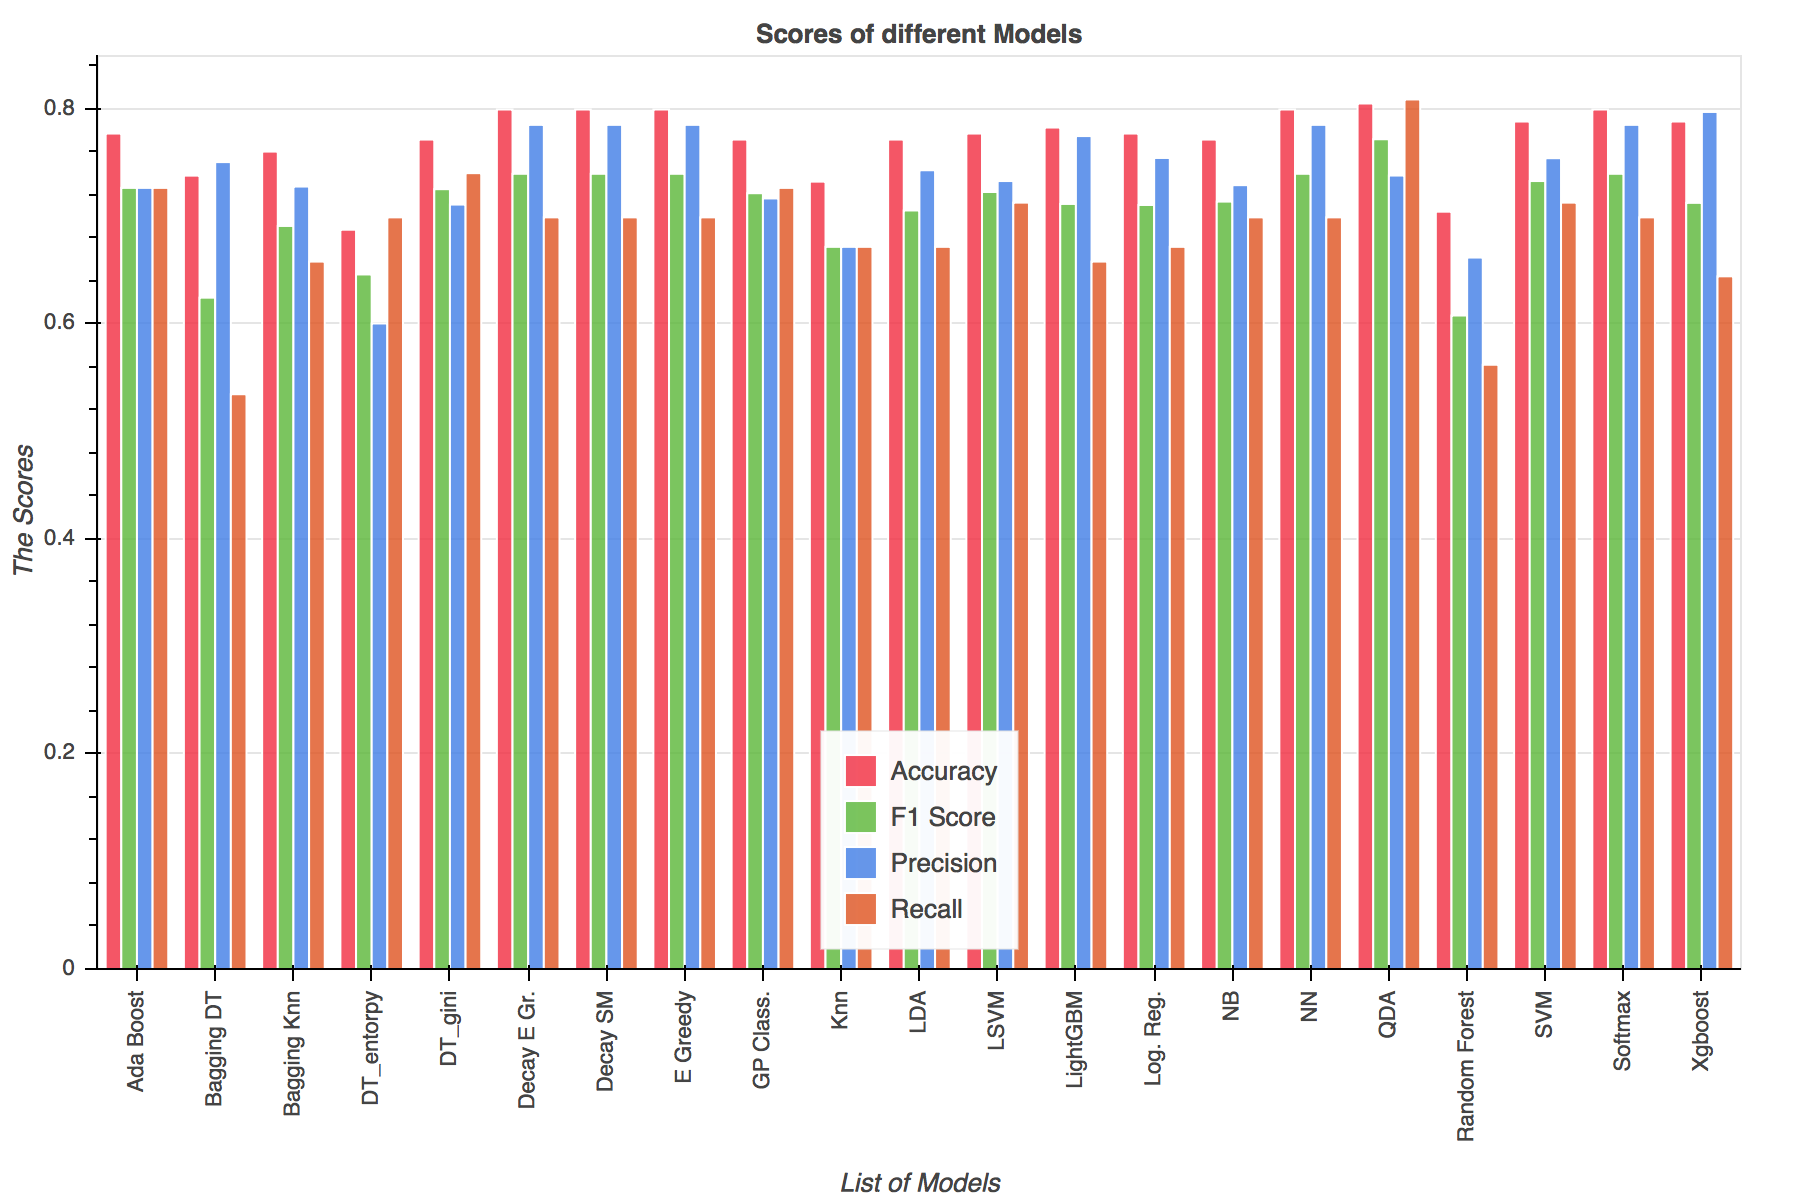 Scores of different Models
The Scores
0.8
0.6
0.4
0.2
0
Accuracy
F1 Score
Precision
Recall
Ada Boost
Bagging DT
Bagging Knn
DT_entorpy
DT_gini
Decay E Gr.
Decay SM
E Greedy
GP Class.
Knn
LDA
LSVM
LightGBM
Log. Reg.
NB
NN
QDA
Random Forest
SVM
Softmax
Xgboost
List of Models